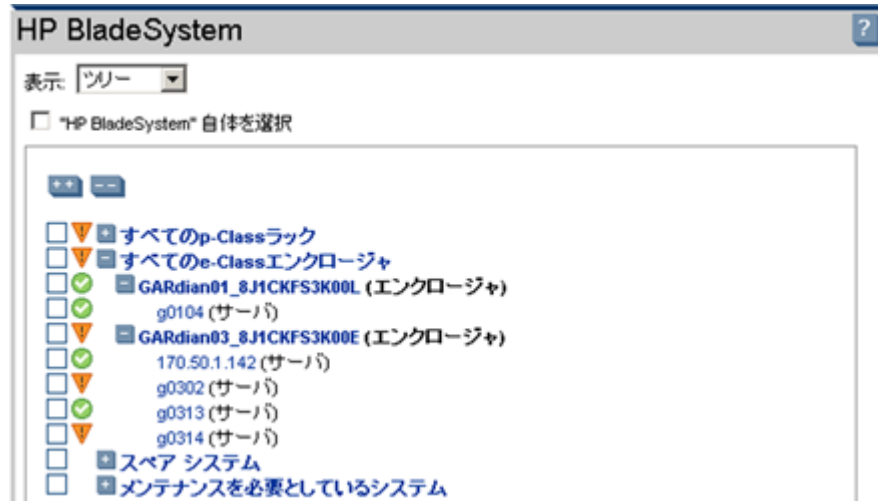 HP BladeSystem
?
表示: ツリー
"HP BladeSystem" 自体を選択
すべてのp-Classラック
すべてのe-Classエンクロージャ
GARdian01_8J1CKFS3K00L (エンクロージャ)
g0104 (サーバ)
GARdian03_8J1CKFS3K00E (エンクロージャ)
170.50.1.142 (サーバ)
g0302 (サーバ)
g0313 (サーバ)
g0314 (サーバ)
スペア システム
メンテナンスを必要としているシステム